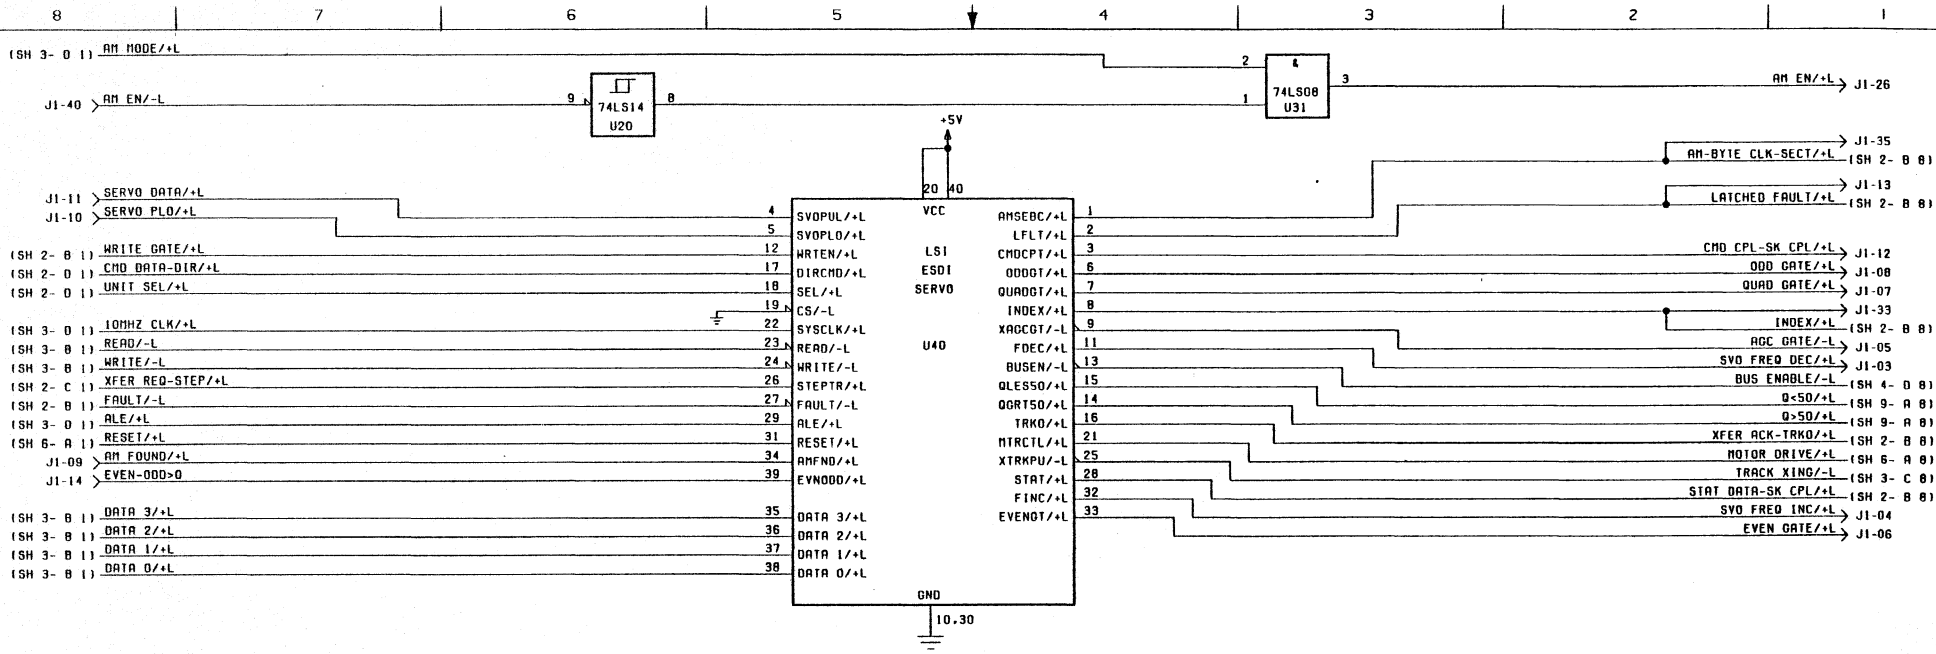 8 7 6 5 4 3 2 1
(SH 3- D 1) AM MODE/+L
2 & 3 AM EN/+L J1-26
J1-40 AM EN/-L 9 74LS14 8 1 74LS08
U20 U31
+5V
J1-35
AM-BYTE CLK-SECT/+L (SH 2- B 8)
J1-13
J1-11 SERVO DATA/+L 20 40 LATCHED FAULT/+L (SH 2- B 8)
J1-10 SERVO PLO/+L VCC
4 SVOPUL/+L AMSEBC/+L 1
5 SVOPLO/+L LFLT/+L 2
(SH 2- B 1) WRITE GATE/+L 12 WRTEN/+L LSI CMDCPT/+L 3 CMD CPL-SK CPL/+L J1-12
(SH 2- D 1) CMD DATA-DIR/+L 17 DIRCMD/+L ESDI ODDGT/+L 6 ODD GATE/+L J1-08
(SH 2- D 1) UNIT SEL/+L 18 SEL/+L SERVO QUADGT/+L 7 QUAD GATE/+L J1-07
19 CS/-L INDEX/+L 8 J1-33
(SH 3- D 1) 10MHZ CLK/+L 22 SYSCLK/+L XAGCGT/-L 9 INDEX/+L (SH 2- B 8)
(SH 3- B 1) READ/-L 23 READ/-L U40 FDEC/+L 11 AGC GATE/-L J1-05
(SH 3- B 1) WRITE/-L 24 WRITE/-L BUSEN/-L 13 SVO FREQ DEC/+L J1-03
(SH 2- C 1) XFER REQ-STEP/+L 26 STEPTR/+L QLES50/+L 15 BUS ENABLE/-L (SH 4- D 8)
(SH 2- B 1) FAULT/-L 27 FAULT/-L QGRT50/+L 14 Q<50/+L (SH 9- A 8)
(SH 3- D 1) ALE/+L 29 ALE/+L TRK0/+L 16 Q>50/+L (SH 9- A 8)
(SH 6- A 1) RESET/+L 31 RESET/+L MTRCTL/+L 21 XFER ACK-TRK0/+L (SH 2- B 8)
J1-09 AM FOUND/+L 34 AMFND/+L XTRKPU/-L 25 MOTOR DRIVE/+L (SH 6- A 8)
J1-14 EVEN-ODD>0 39 EVNODD/+L STAT/+L 28 TRACK XING/-L (SH 3- C 8)
FINC/+L 32 STAT DATA-SK CPL/+L (SH 2- B 8)
(SH 3- B 1) DATA 3/+L 35 DATA 3/+L EVENGT/+L 33 SVO FREQ INC/+L J1-04
(SH 3- B 1) DATA 2/+L 36 DATA 2/+L EVEN GATE/+L J1-06
(SH 3- B 1) DATA 1/+L 37 DATA 1/+L
(SH 3- B 1) DATA 0/+L 38 DATA 0/+L
GND
10,30